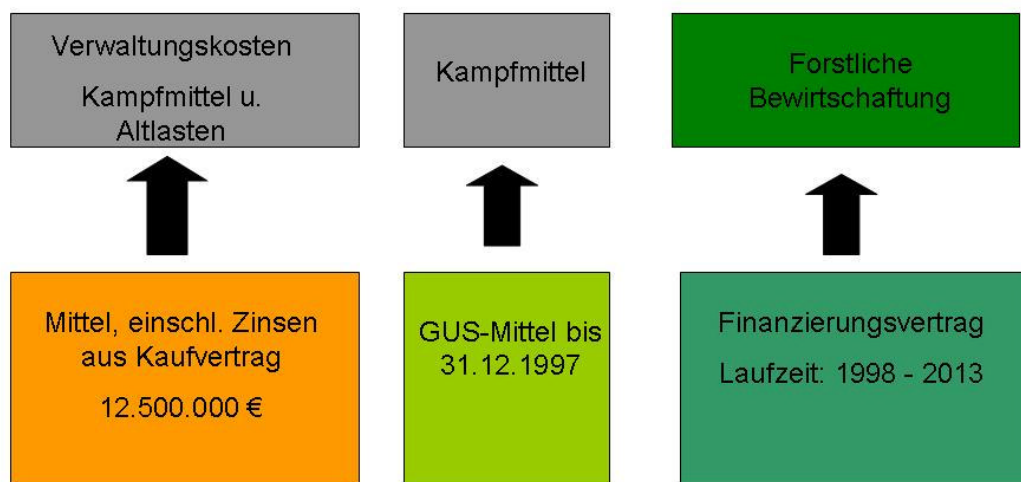 Verwaltungskosten
Kampfmittel u.
Altlasten
Kampfmittel
Forstliche
Bewirtschaftung
Mittel, einschl. Zinsen
aus Kaufvertrag
12.500.000 €
GUS-Mittel bis
31.12.1997
Finanzierungsvertrag
Laufzeit: 1998 - 2013